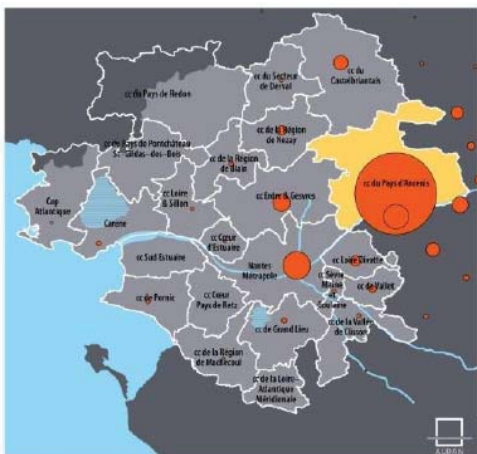 cc du Secteur
de Derval
cc du
Castelbriantais
cc du Pays de Redon
cc de la Région
de Nozay
cc du Pays de Pontchâteau
St-Gildas-des-Bois
cc de la Région
de Blain
cc du Pays d'Ancenis
Cap
Atlantique
cc Loire
& Sillon
cc Erdre & Gesvres
Carene
cc Cœur
d'Estuaire
cc Sud Estuaire
Nantes
Métropole
cc Loire Divatte
cc Sèvre
Maine
et
Goulaine
cc de Vallet
cc de Pornic
cc Cœur
Pays de Retz
cc de Grand Lieu
cc de la Vallée
de Clisson
cc de la Région
de Machecoul
cc de la Loire
Atlantique
Méridionale
AURAN